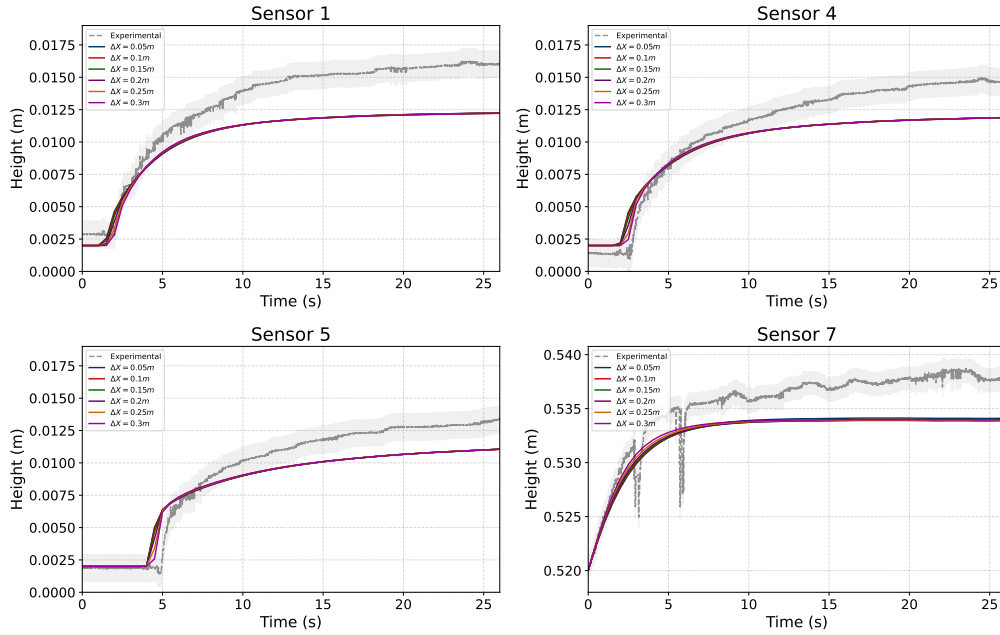 Sensor 1
Height (m)
0.0175
0.0150
0.0125
0.0100
0.0075
0.0050
0.0025
0.0000
Experimental
ΔX = 0.05m
ΔX = 0.1m
ΔX = 0.15m
ΔX = 0.2m
ΔX = 0.25m
ΔX = 0.3m
0 5 10 15 20 25
Time (s)
Sensor 4
Height (m)
0.0175
0.0150
0.0125
0.0100
0.0075
0.0050
0.0025
0.0000
Experimental
ΔX = 0.05m
ΔX = 0.1m
ΔX = 0.15m
ΔX = 0.2m
ΔX = 0.25m
ΔX = 0.3m
0 5 10 15 20 25
Time (s)
Sensor 5
Height (m)
0.0175
0.0150
0.0125
0.0100
0.0075
0.0050
0.0025
0.0000
Experimental
ΔX = 0.05m
ΔX = 0.1m
ΔX = 0.15m
ΔX = 0.2m
ΔX = 0.25m
ΔX = 0.3m
0 5 10 15 20 25
Time (s)
Sensor 7
Height (m)
0.540
0.535
0.530
0.525
0.520
Experimental
ΔX = 0.05m
ΔX = 0.1m
ΔX = 0.15m
ΔX = 0.2m
ΔX = 0.25m
ΔX = 0.3m
0 5 10 15 20 25
Time (s)